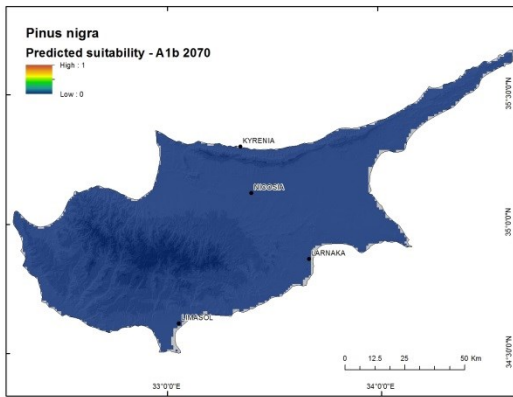 Pinus nigra
Predicted suitability - A1b 2070
High : 1
Low : 0
KYRENIA
NICOSIA
LARNAKA
LIMASOL
35°30'0"N
35°0'0"N
34°30'0"N
0 12.5 25 50 Km
33°0'0"E 34°0'0"E